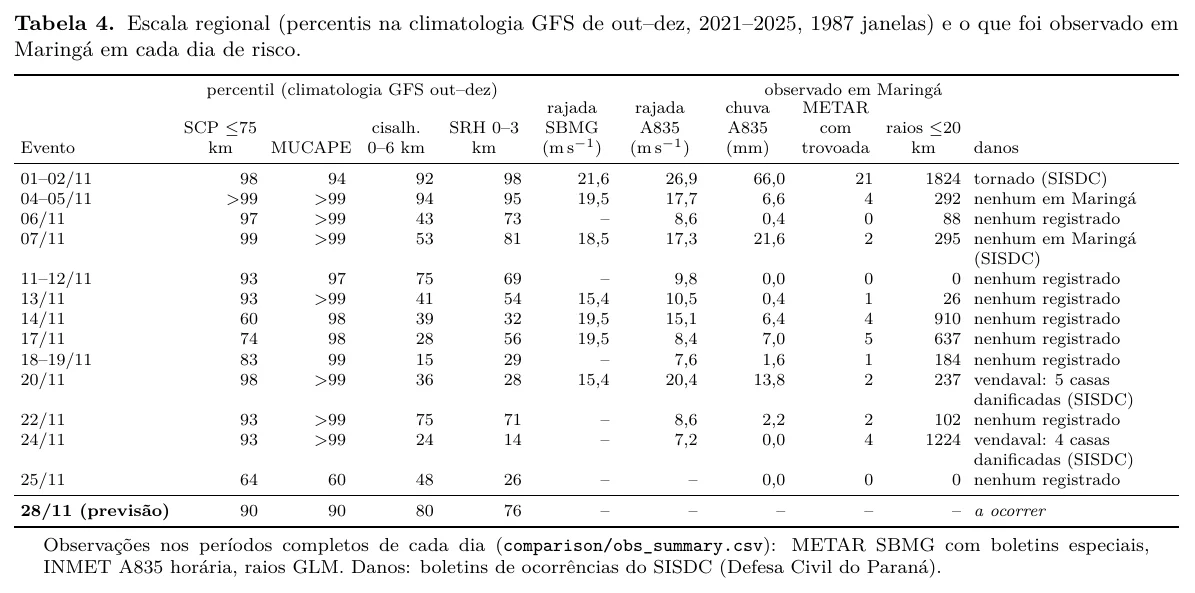 Tabela 4. Escala regional (percentis na climatologia GFS de out–dez, 2021–2025, 1987 janelas) e o que foi observado em
Maringá em cada dia de risco.
percentil (climatologia GFS out–dez) observado em Maringá
rajada rajada chuva METAR
SCP ≤75 cisalh. SRH 0–3 SBMG A835 A835 com raios ≤20
Evento km MUCAPE 0–6 km km (m s⁻¹) (m s⁻¹) (mm) trovoada km danos
01–02/11 98 94 92 98 21,6 26,9 66,0 21 1824 tornado (SISDC)
04–05/11 >99 >99 94 95 19,5 17,7 6,6 4 292 nenhum em Maringá
06/11 97 >99 43 73 – 8,6 0,4 0 88 nenhum registrado
07/11 99 >99 53 81 18,5 17,3 21,6 2 295 nenhum em Maringá
(SISDC)
11–12/11 93 97 75 69 – 9,8 0,0 0 0 nenhum registrado
13/11 93 >99 41 54 15,4 10,5 0,4 1 26 nenhum registrado
14/11 60 98 39 32 19,5 15,1 6,4 4 910 nenhum registrado
17/11 74 98 28 56 19,5 8,4 7,0 5 637 nenhum registrado
18–19/11 83 99 15 29 – 7,6 1,6 1 184 nenhum registrado
20/11 98 >99 36 28 15,4 20,4 13,8 2 237 vendaval: 5 casas
danificadas (SISDC)
22/11 93 >99 75 71 – 8,6 2,2 2 102 nenhum registrado
24/11 93 >99 24 14 – 7,2 0,0 4 1224 vendaval: 4 casas
danificadas (SISDC)
25/11 64 60 48 26 – – 0,0 0 0 nenhum registrado
28/11 (previsão) 90 90 80 76 – – – – – a ocorrer
Observações nos períodos completos de cada dia (comparison/obs_summary.csv): METAR SBMG com boletins especiais,
INMET A835 horária, raios GLM. Danos: boletins de ocorrências do SISDC (Defesa Civil do Paraná).